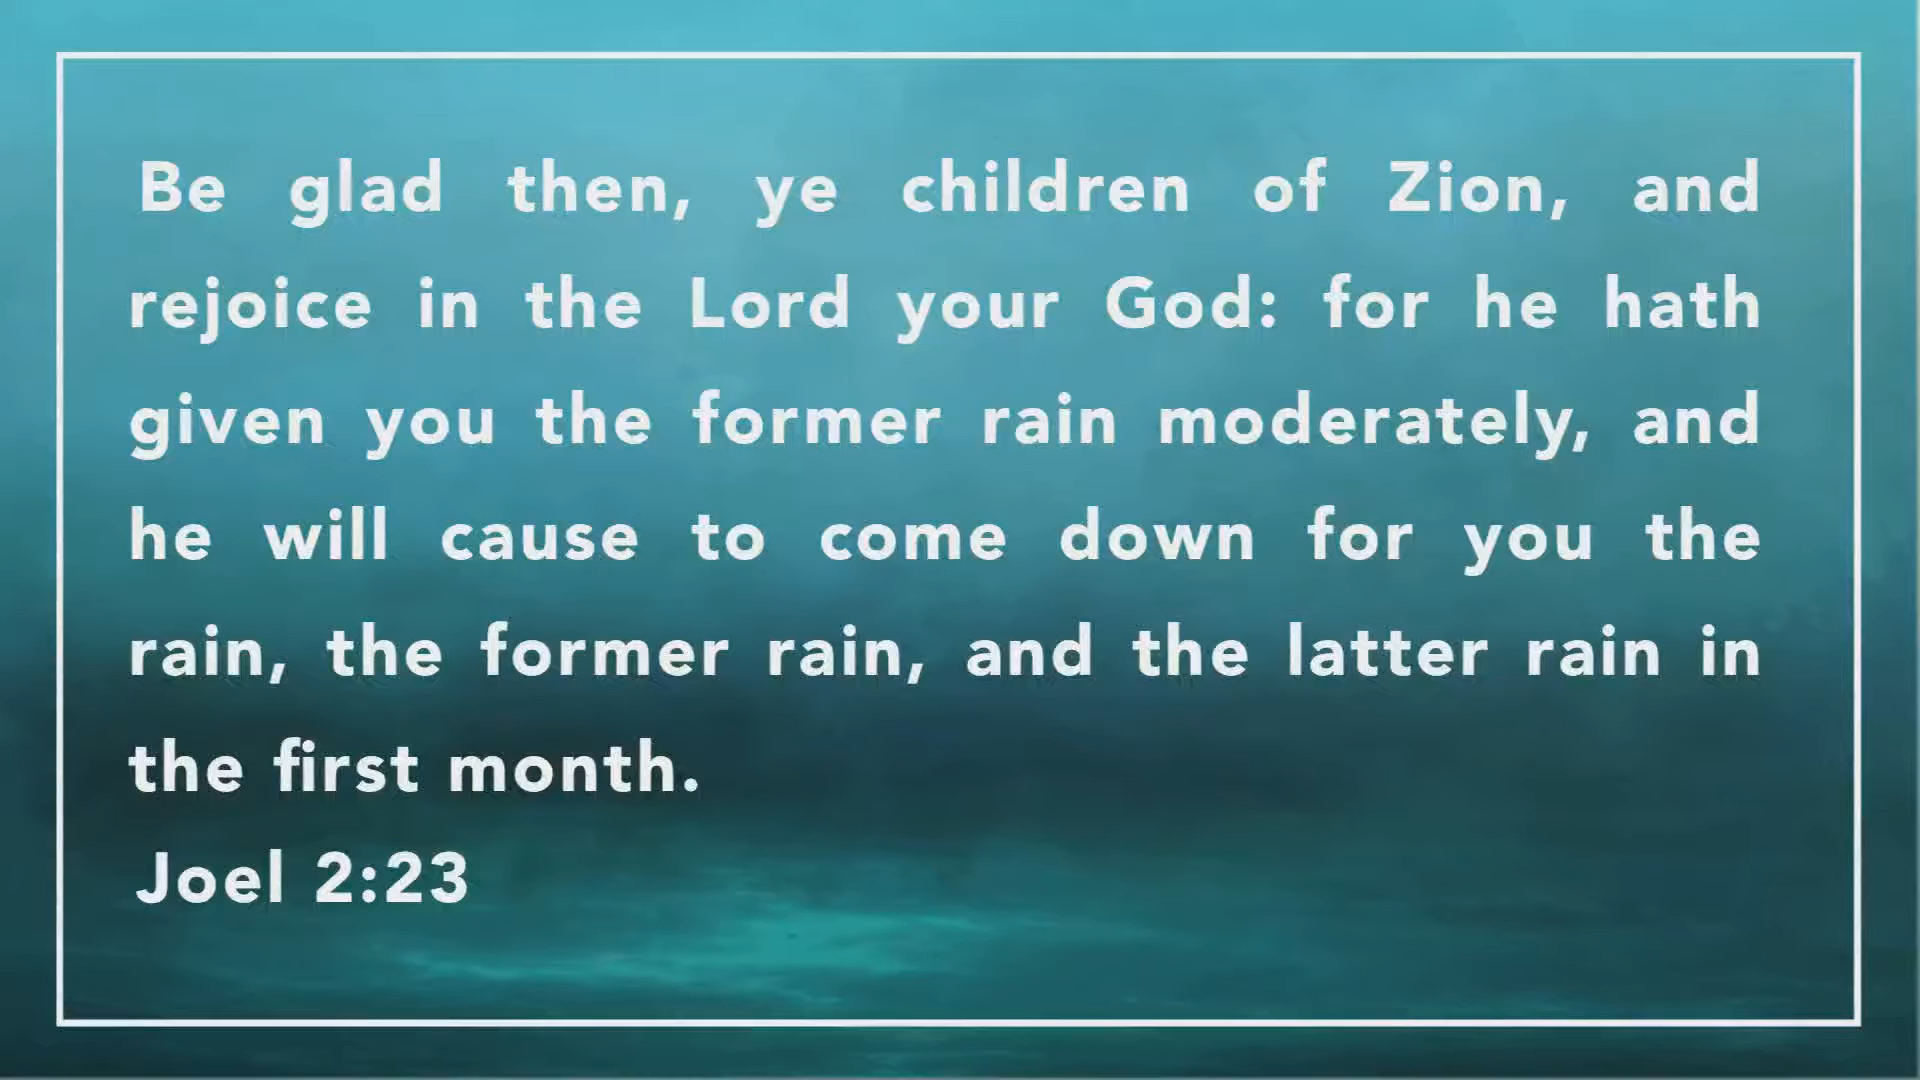 Be glad then, ye children of Zion, and
rejoice in the Lord your God: for he hath
given you the former rain moderately, and
he will cause to come down for you the
rain, the former rain, and the latter rain in
the first month.
Joel 2:23